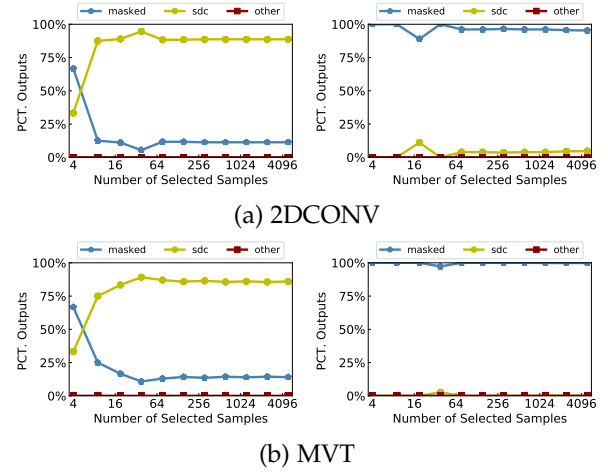 masked sdc other masked sdc other
100% 100%
75% 75%
50% 50%
25% 25%
0% 0%
4 16 64 256 1024 4096 4 16 64 256 1024 4096
PCT. Outputs PCT. Outputs
Number of Selected Samples Number of Selected Samples
(a) 2DCONV
masked sdc other masked sdc other
100% 100%
75% 75%
50% 50%
25% 25%
0% 0%
4 16 64 256 1024 4096 4 16 64 256 1024 4096
PCT. Outputs PCT. Outputs
Number of Selected Samples Number of Selected Samples
(b) MVT